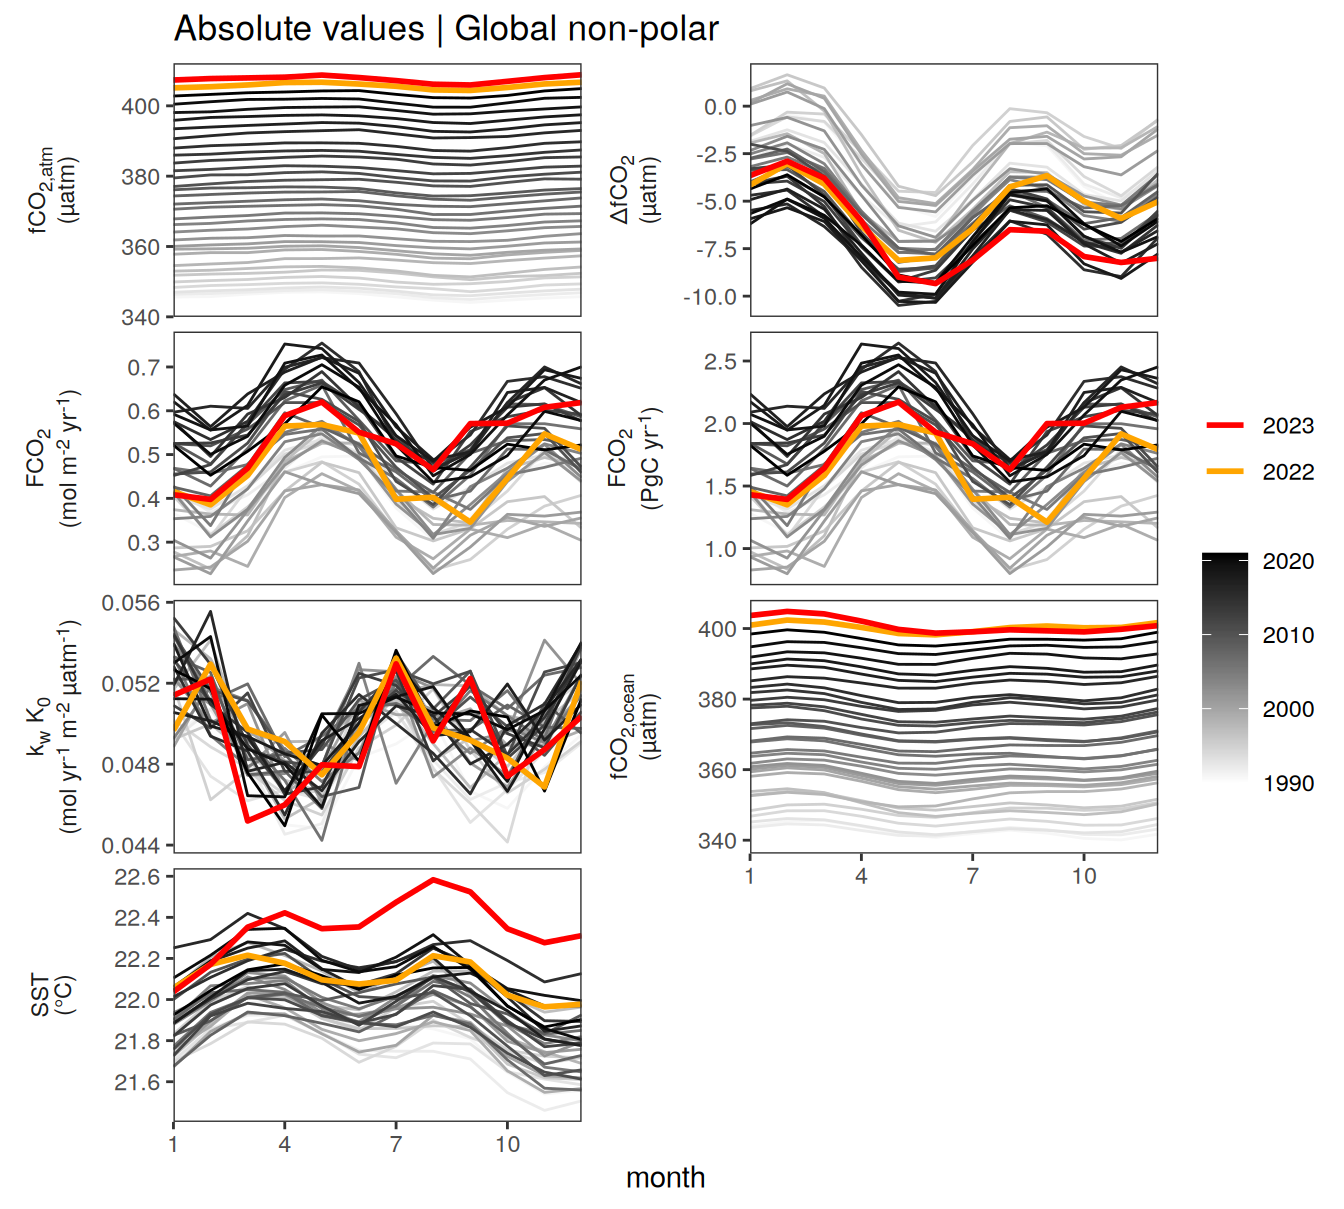 Absolute values | Global non-polar
fCO2,atm
(µatm)
400
380
360
340
ΔfCO2
(µatm)
0.0
-2.5
-5.0
-7.5
-10.0
FCO2
(mol m-2 yr-1)
0.7
0.6
0.5
0.4
0.3
FCO2
(PgC yr-1)
2.5
2.0
1.5
1.0
kw K0
(mol yr-1 m-2 µatm-1)
0.056
0.052
0.048
0.044
fCO2,ocean
(µatm)
400
380
360
340
1 4 7 10
SST
(°C)
22.6
22.4
22.2
22.0
21.8
21.6
1 4 7 10
month
2023
2022
2020
2010
2000
1990